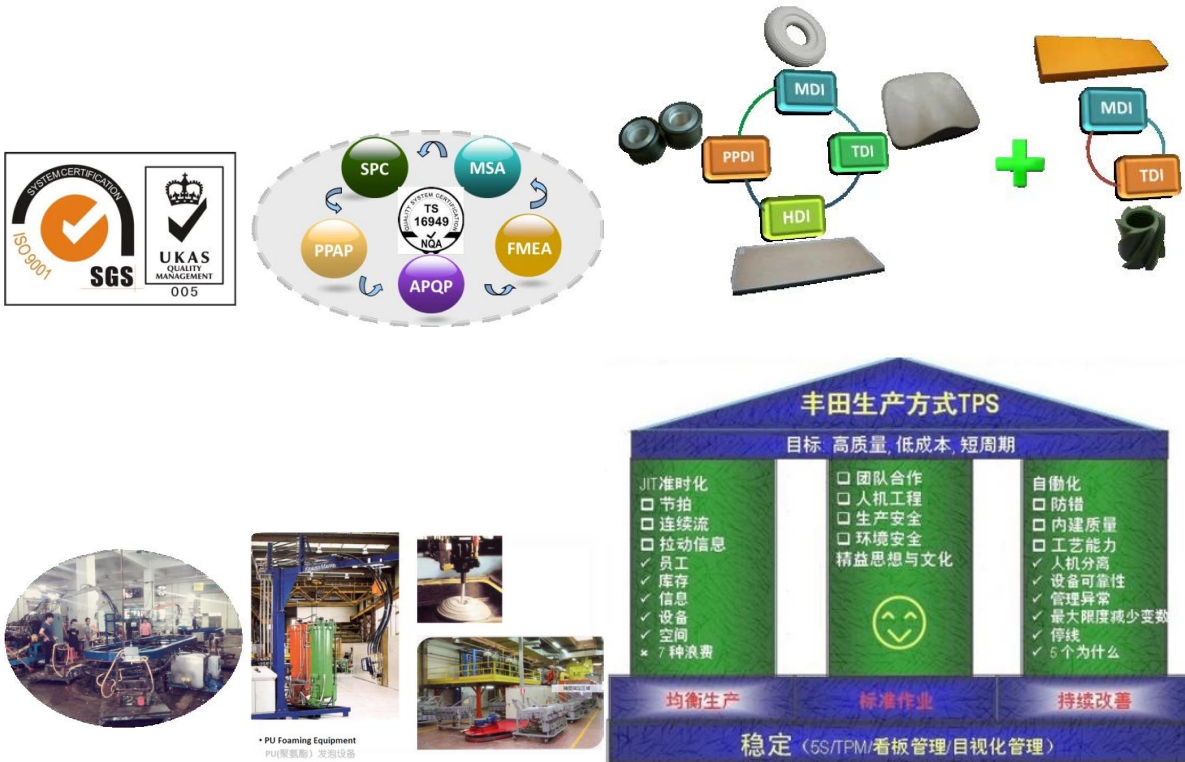 SYSTEM CERTIFICATION
ISO 9001
SGS
UKAS
QUALITY
MANAGEMENT
005
SPC
MSA
PPAP
FMEA
APQP
QUALITY SYSTEM CERTIFICATION
TS
16949
NQA
MDI
PPDI
TDI
HDI
MDI
TDI
• PU Foaming Equipment
PU(聚氨酯)发泡设备
丰田生产方式TPS
目标 高质量, 低成本, 短周期
JIT准时化
节拍
连续流
拉动信息
✓ 员工
✓ 库存
✓ 信息
✓ 设备
✓ 空间
× 7种浪费
团队合作
人机工程
生产安全
环境安全
精益思想与文化
自働化
防错
内建质量
工艺能力
✓ 人机分离
✓ 设备可靠性
✓ 管理异常
✓ 最大限度减少变数
✓ 停线
✓ 5个为什么
均衡生产
标准作业
持续改善
稳定（5S/TPM/看板管理/目视化管理）